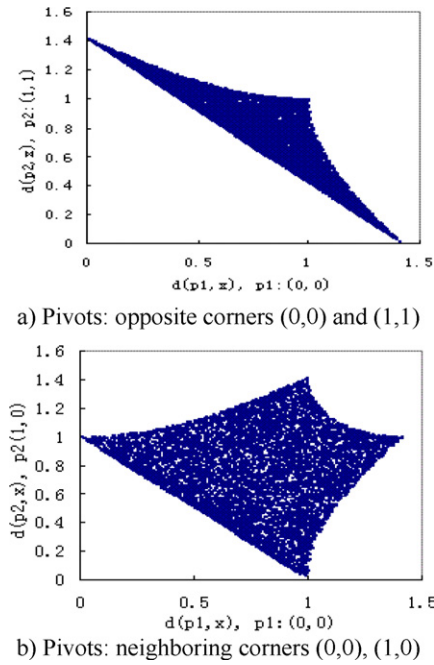 1.6
1.4
1.2
1
0.8
0.6
0.4
0.2
0
d(p2,x), p2:(1,1)
0 0.5 1 1.5
d(p1,x), p1:(0,0)
a) Pivots: opposite corners (0,0) and (1,1)
1.6
1.4
1.2
1
0.8
0.6
0.4
0.2
0
d(p2,x), p2(1,0)
0 0.5 1 1.5
d(p1,x), p1:(0,0)
b) Pivots: neighboring corners (0,0), (1,0)